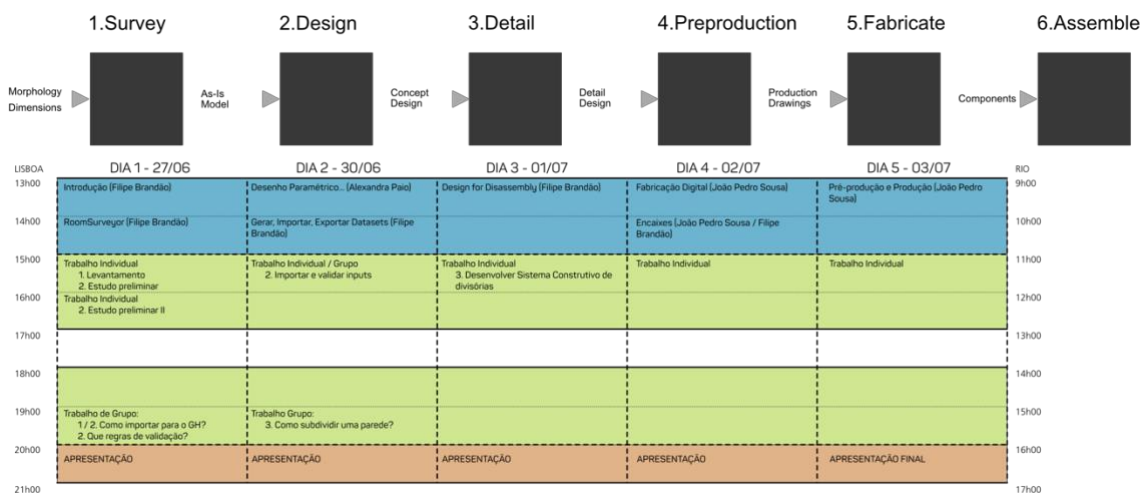 1.Survey
2.Design
3.Detail
4.Preproduction
5.Fabricate
6.Assemble
Morphology
Dimensions
As-Is
Model
Concept
Design
Detail
Design
Production
Drawings
Components
LISBOA
DIA 1 - 27/06
DIA 2 - 30/06
DIA 3 - 01/07
DIA 4 - 02/07
DIA 5 - 03/07
RIO
13h00
Introdução (Filipe Brandão)
Desenho Paramétrico... (Alexandra Paio)
Design for Disassembly (Filipe Brandão)
Fabricação Digital (João Pedro Sousa)
Pré-produção e Produção (João Pedro
Sousa)
9h00
14h00
RoomSurveyor (Filipe Brandão)
Gerar, Importar, Exportar Datasets (Filipe
Brandão)
Encaixes (João Pedro Sousa / Filipe
Brandão)
10h00
15h00
Trabalho Individual
1. Levantamento
2. Estudo preliminar
Trabalho Individual / Grupo
2. Importar e validar inputs
Trabalho Individual
3. Desenvolver Sistema Construtivo de
divisórias
Trabalho Individual
Trabalho Individual
11h00
16h00
Trabalho Individual
2. Estudo preliminar II
12h00
17h00
13h00
18h00
14h00
19h00
Trabalho de Grupo:
1 / 2. Como importar para o GH?
2. Que regras de validação?
Trabalho Grupo:
3. Como subdividir uma parede?
15h00
20h00
APRESENTAÇÃO
APRESENTAÇÃO
APRESENTAÇÃO
APRESENTAÇÃO
APRESENTAÇÃO FINAL
16h00
21h00
17h00